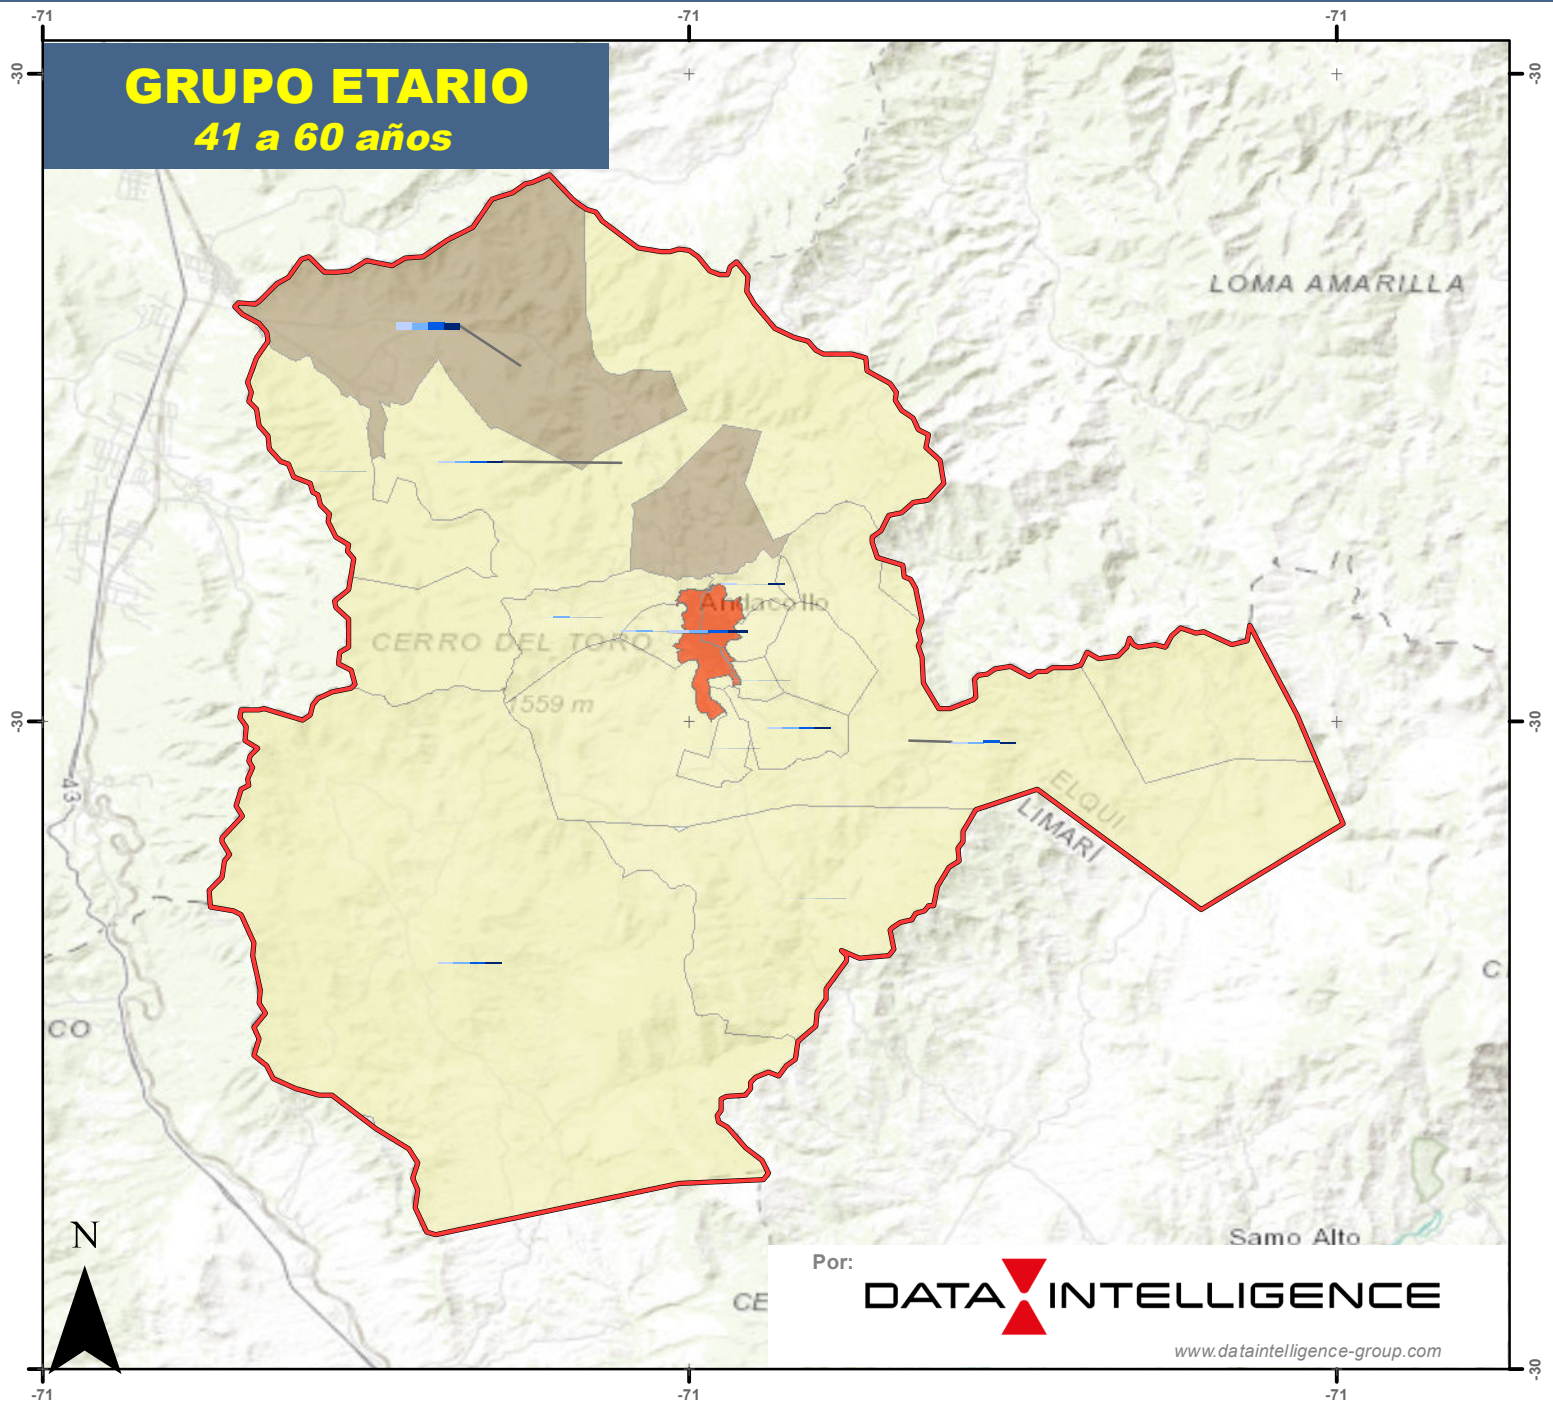 -71
-71
-71
-30
-30
GRUPO ETARIO
41 a 60 años
LOMA AMARILLA
Andacollo
CERRO DEL TORO
1559 m
-30
-30
43
ELQUI
LIMARÍ
C
CO
N
Samo Alto
Por:
CE
DATA INTELLIGENCE
www.dataintelligence-group.com
-30
-71
-71
-71